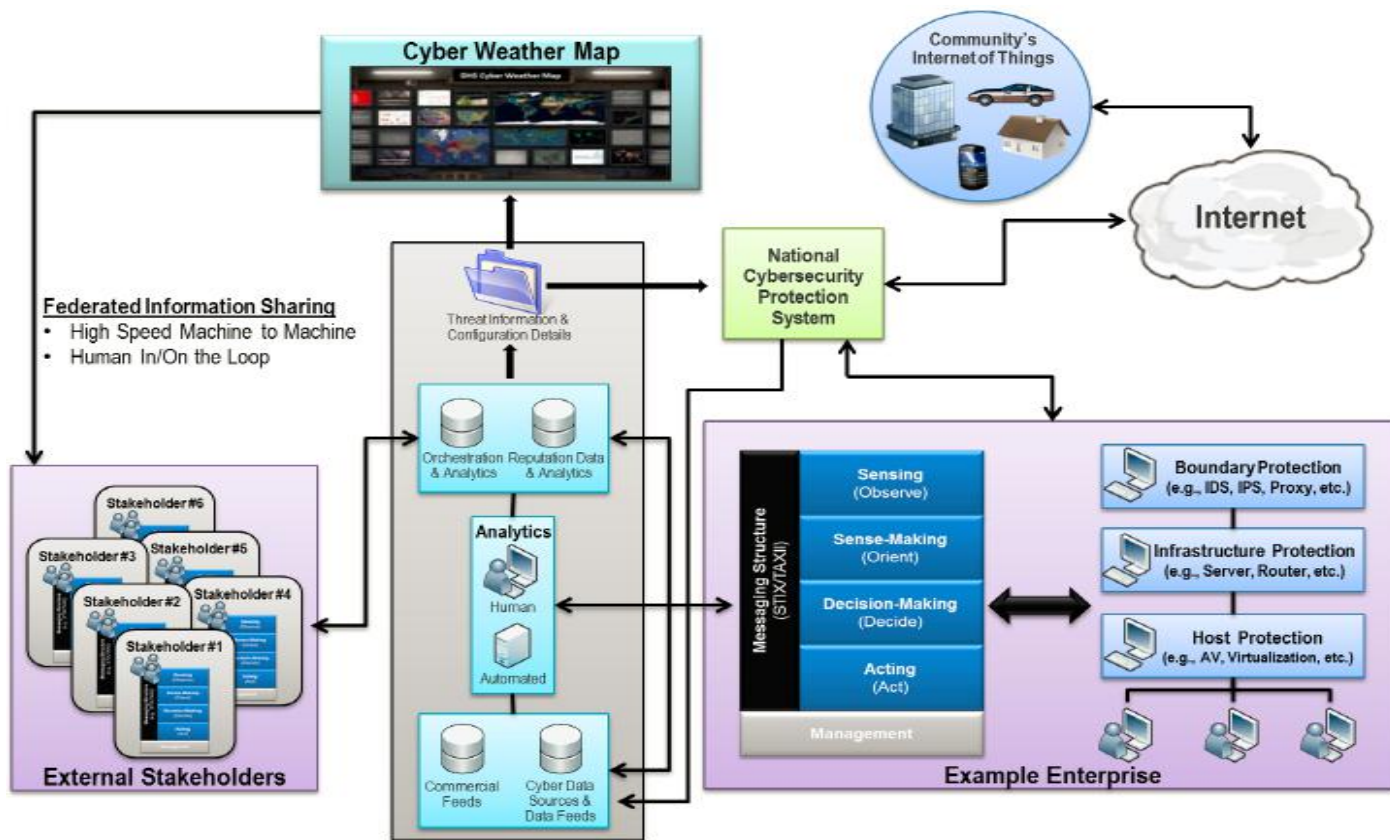 Cyber Weather Map
DHS Cyber Weather Map
Community's
Internet of Things
Internet
National
Cybersecurity
Protection
System
Federated Information Sharing
• High Speed Machine to Machine
• Human In/On the Loop
Threat Information &
Configuration Details
Orchestration
& Analytics
Reputation Data
& Analytics
Analytics
Human
Automated
Commercial
Feeds
Cyber Data
Sources &
Data Feeds
Stakeholder #6
Stakeholder #3
Stakeholder #5
Stakeholder #2
Stakeholder #4
Stakeholder #1
External Stakeholders
Messaging Structure
(STIX/TAXII)
Sensing
(Observe)
Sense-Making
(Orient)
Decision-Making
(Decide)
Acting
(Act)
Management
Boundary Protection
(e.g., IDS, IPS, Proxy, etc.)
Infrastructure Protection
(e.g., Server, Router, etc.)
Host Protection
(e.g., AV, Virtualization, etc.)
Example Enterprise